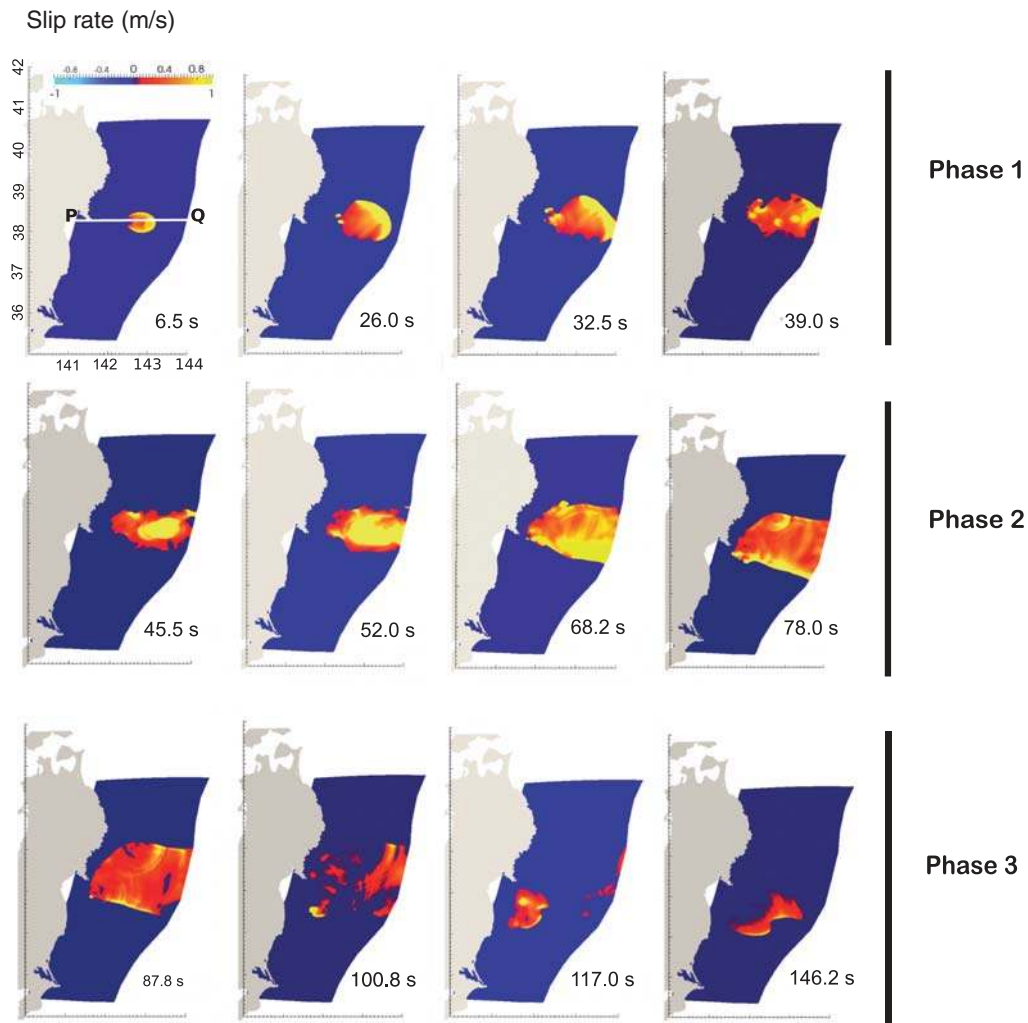 Slip rate (m/s)
-0.8 -0.4 0 0.4 0.8
-1 1
42
41
40
39
38
37
36
P Q
141 142 143 144
6.5 s
26.0 s
32.5 s
39.0 s
Phase 1
45.5 s
52.0 s
68.2 s
78.0 s
Phase 2
87.8 s
100.8 s
117.0 s
146.2 s
Phase 3